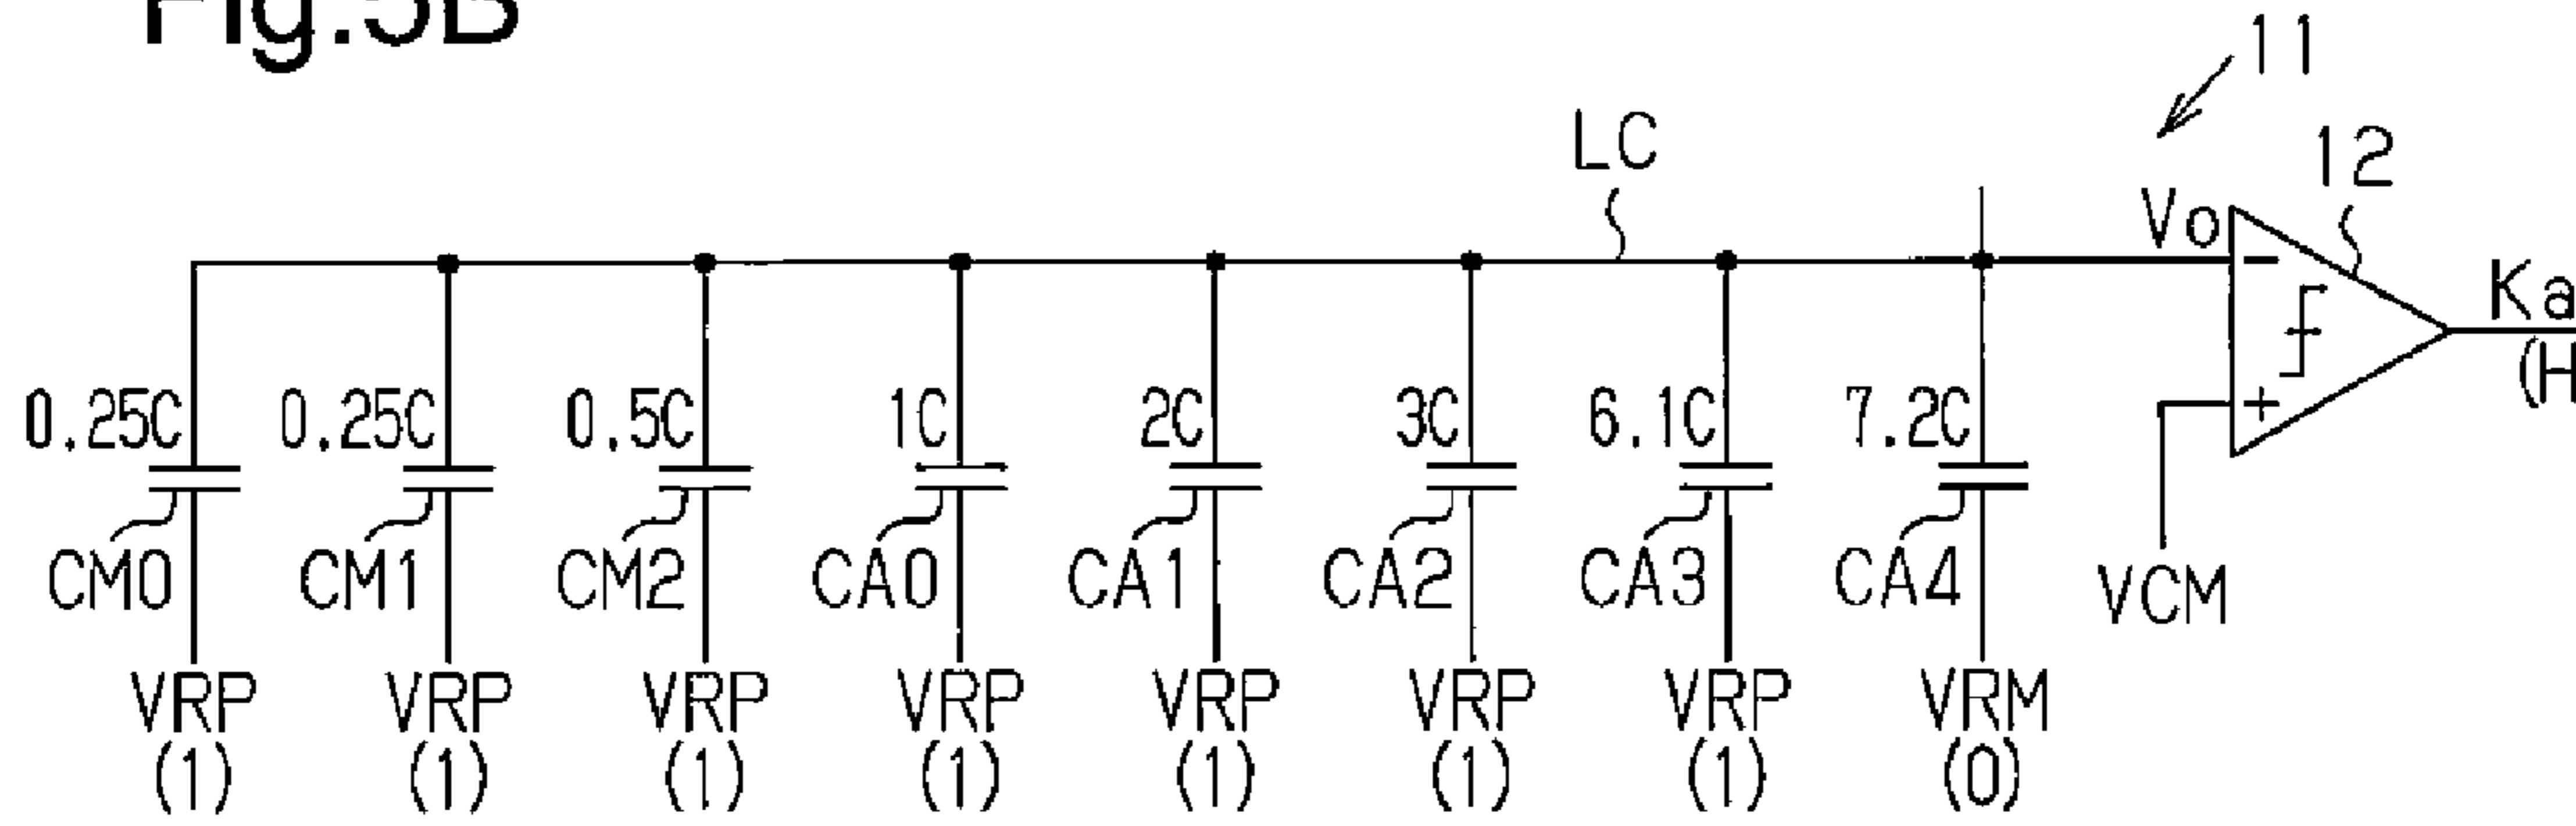 Fig.5B
11
LC
12
Vo
−
Ka
(H
+
0.25C 0.25C 0.5C 1C 2C 3C 6.1C 7.2C
CM0 CM1 CM2 CA0 CA1 CA2 CA3 CA4
VCM
VRP VRP VRP VRP VRP VRP VRP VRM
(1) (1) (1) (1) (1) (1) (1) (0)